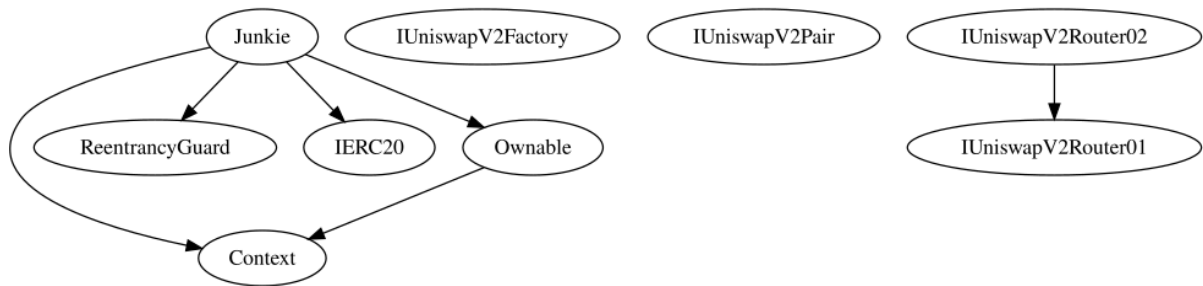 Junkie
IUniswapV2Factory
IUniswapV2Pair
IUniswapV2Router02
ReentrancyGuard
IERC20
Ownable
IUniswapV2Router01
Context